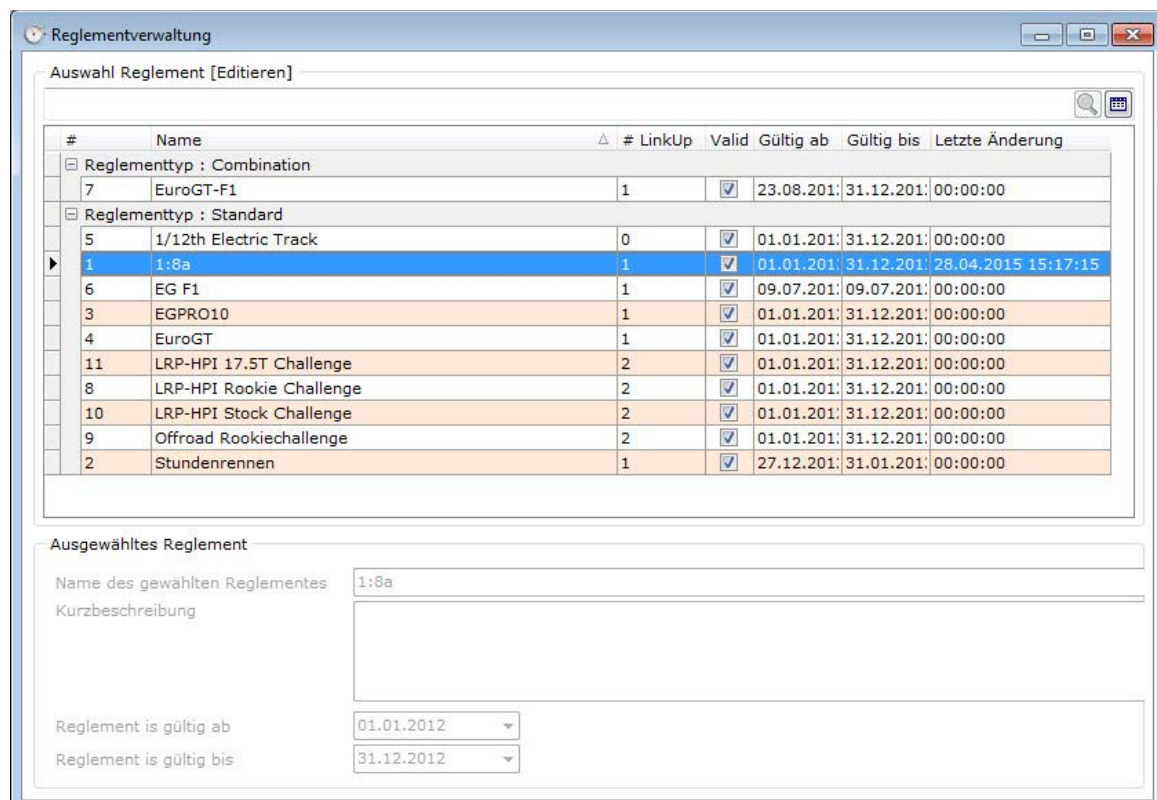 Reglementverwaltung
Auswahl Reglement [Editieren]
# Name # LinkUp Valid Gültig ab Gültig bis Letzte Änderung
Reglementtyp : Combination
7 EuroGT-F1 1 23.08.201 31.12.201 00:00:00
Reglementtyp : Standard
5 1/12th Electric Track 0 01.01.201 31.12.201 00:00:00
1 1:8a 1 01.01.201 31.12.201 28.04.2015 15:17:15
6 EG F1 1 09.07.201 09.07.201 00:00:00
3 EGPRO10 1 01.01.201 31.12.201 00:00:00
4 EuroGT 1 01.01.201 31.12.201 00:00:00
11 LRP-HPI 17.5T Challenge 2 01.01.201 31.12.201 00:00:00
8 LRP-HPI Rookie Challenge 2 01.01.201 31.12.201 00:00:00
10 LRP-HPI Stock Challenge 2 01.01.201 31.12.201 00:00:00
9 Offroad Rookiechallenge 2 01.01.201 31.12.201 00:00:00
2 Stundenrennen 1 27.12.201 31.01.201 00:00:00
Ausgewähltes Reglement
Name des gewählten Reglementes 1:8a
Kurzbeschreibung
Reglement is gültig ab 01.01.2012
Reglement is gültig bis 31.12.2012